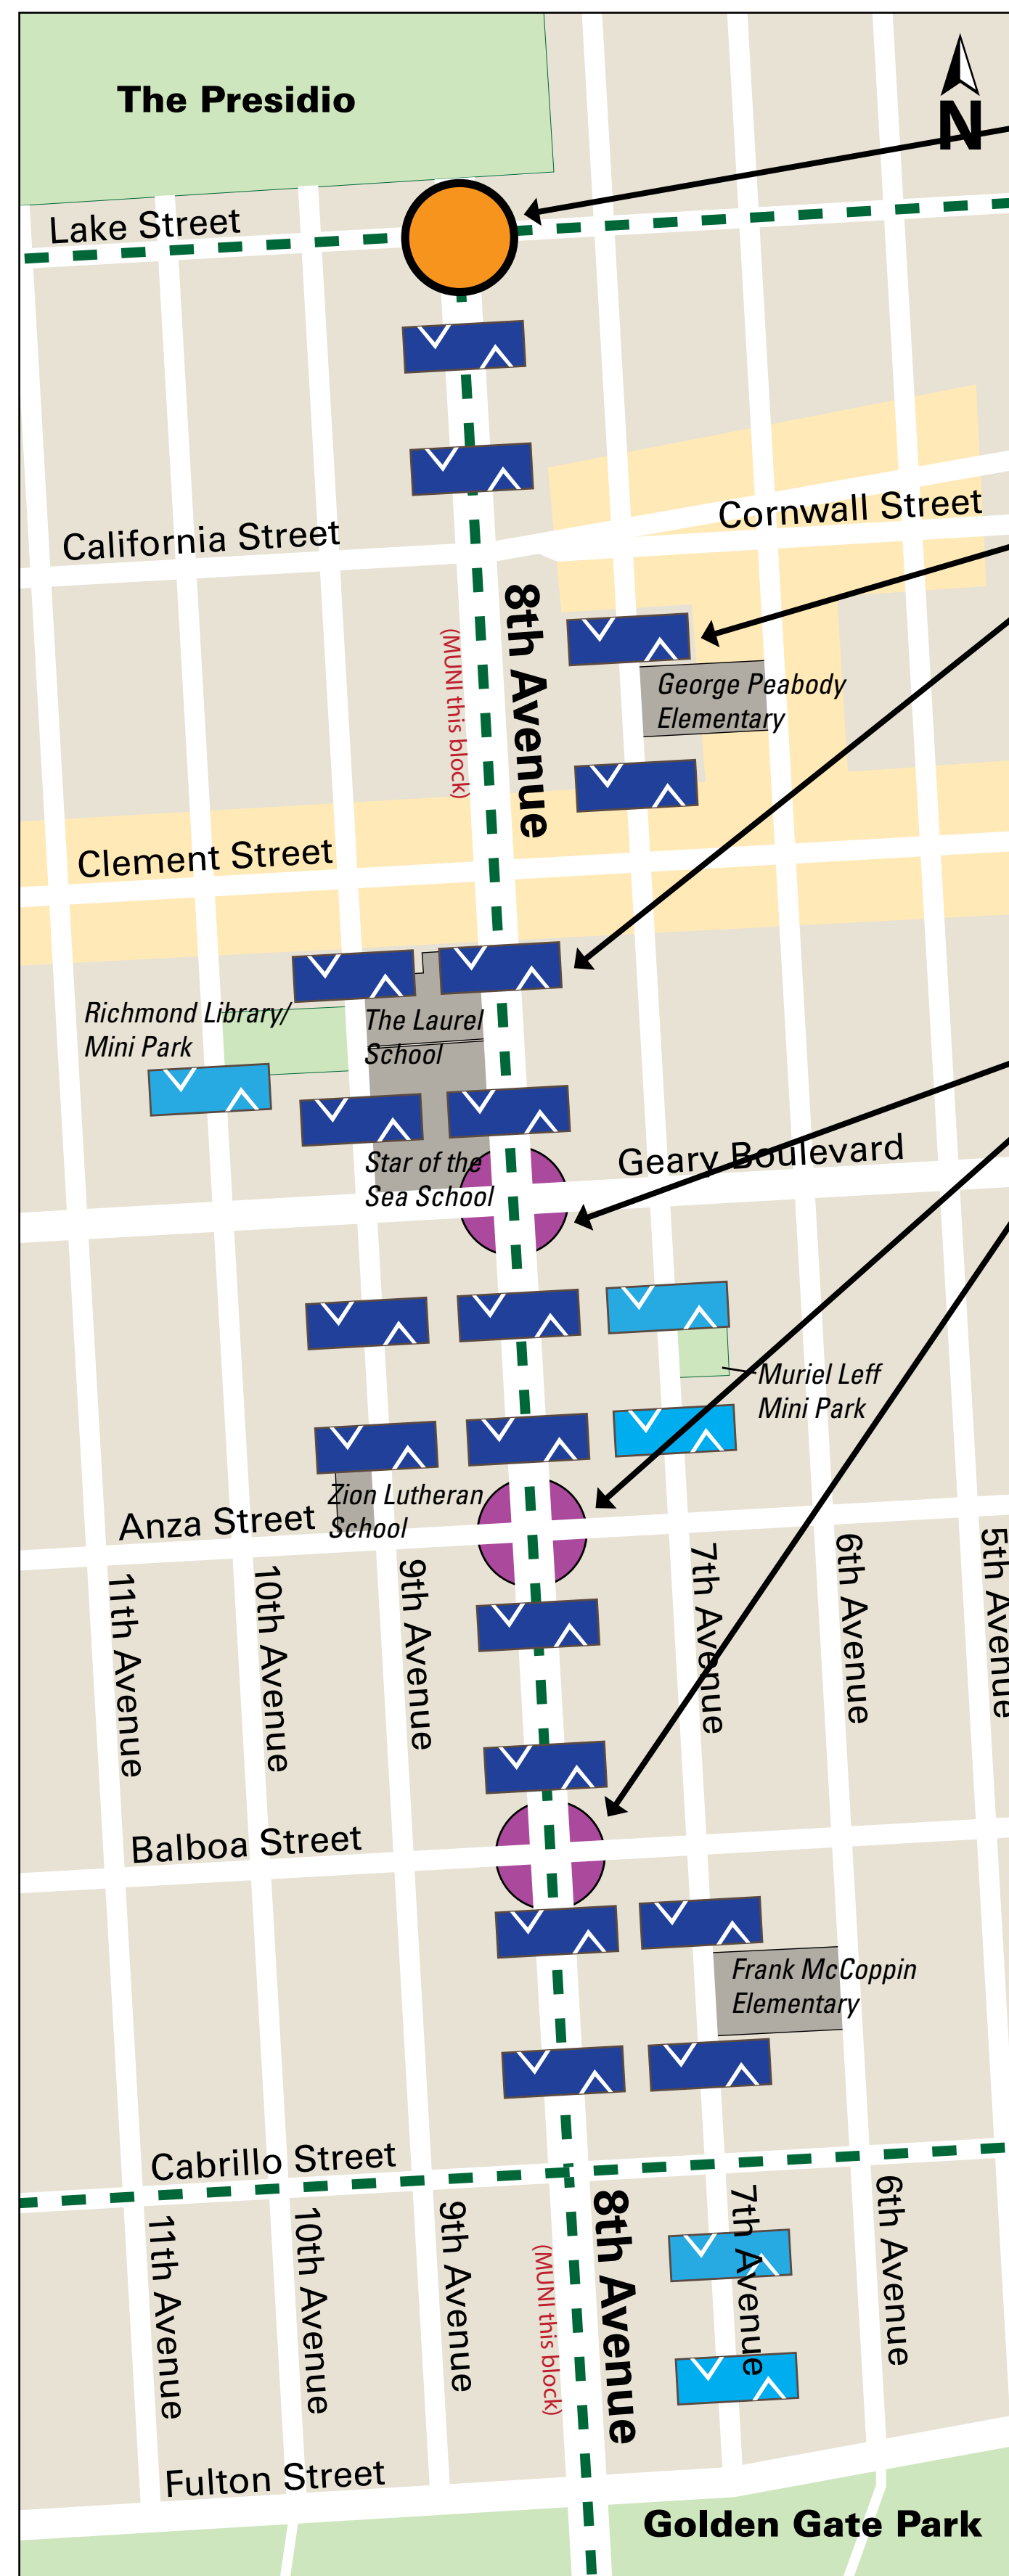 The Presidio
N
Lake Street
Cornwall Street
California Street
8th Avenue
(MUNI this block)
George Peabody
Elementary
Clement Street
Richmond Library/
Mini Park
The Laurel
School
Geary Boulevard
Star of the
Sea School
Muriel Leff
Mini Park
Zion Lutheran
School
Anza Street
11th Avenue
10th Avenue
9th Avenue
7th Avenue
6th Avenue
5th Avenue
Balboa Street
Frank McCoppin
Elementary
Cabrillo Street
11th Avenue
10th Avenue
9th Avenue
(MUNI this block)
8th Avenue
7th Avenue
6th Avenue
Fulton Street
Golden Gate Park